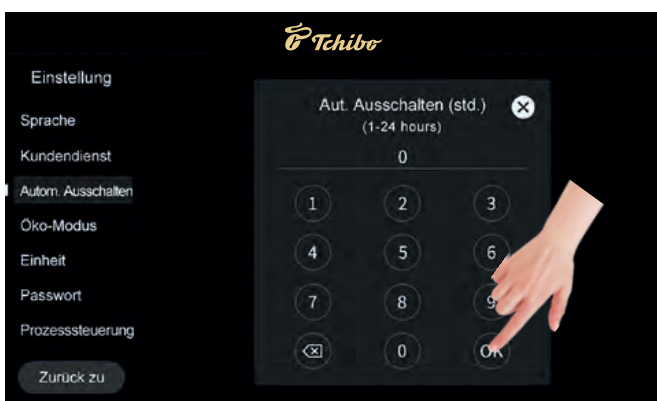 Tchibo
Einstellung
Sprache
Kundendienst
Autom. Ausschalten
Öko-Modus
Einheit
Passwort
Prozesssteuerung
Zurück zu
Aut. Ausschalten (std.)
(1-24 hours)
0
1 2 3
4 5 6
7 8 9
0 OK